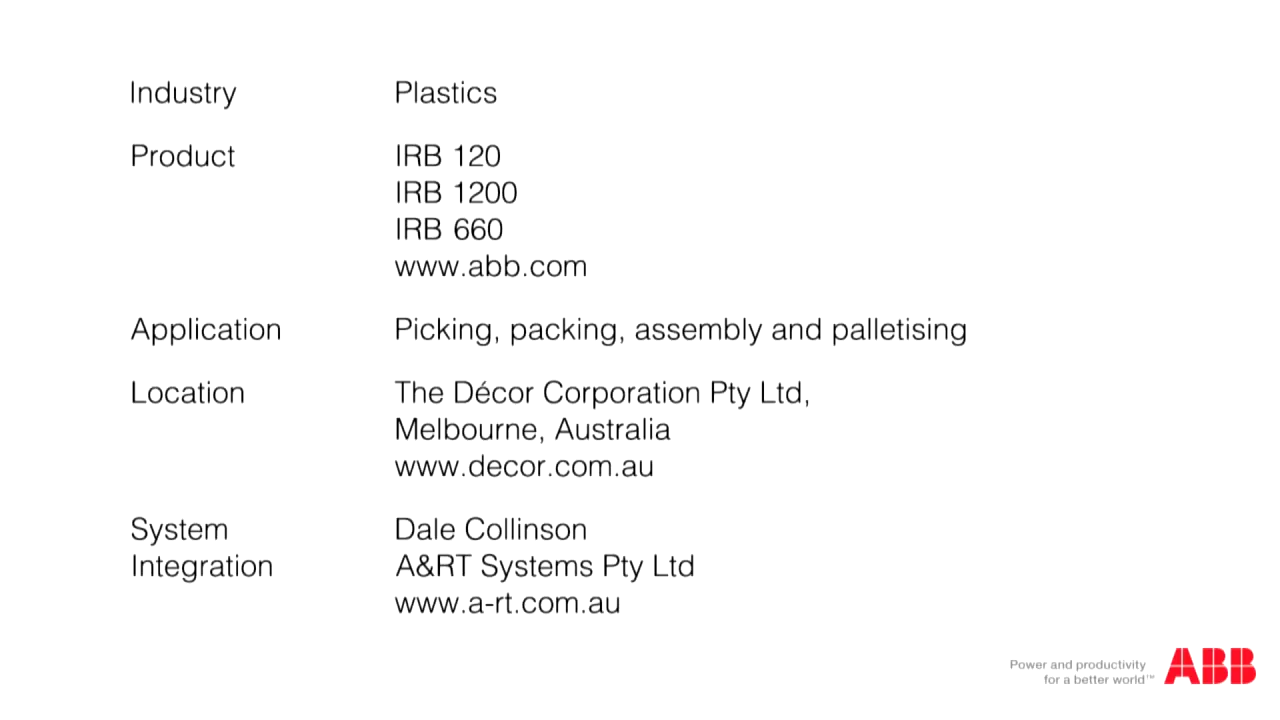 Industry Plastics
Product IRB 120
IRB 1200
IRB 660
www.abb.com
Application Picking, packing, assembly and palletising
Location The Décor Corporation Pty Ltd,
Melbourne, Australia
www.decor.com.au
System Dale Collinson
Integration A&RT Systems Pty Ltd
www.a-rt.com.au
Power and productivity
for a better world™
ABB